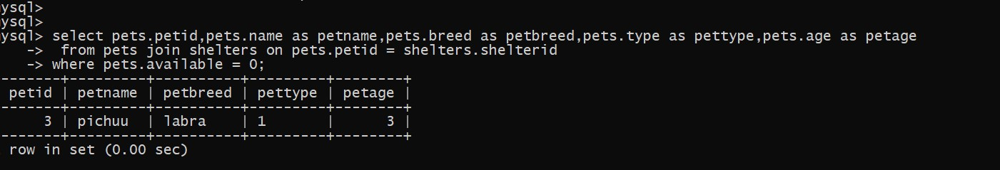 ysql>
ysql>
ysql> select pets.petid,pets.name as petname,pets.breed as petbreed,pets.type as pettype,pets.age as petage
    ->  from pets join shelters on pets.petid = shelters.shelterid
    -> where pets.available = 0;
-------+---------+----------+---------+--------+
 petid | petname | petbreed | pettype | petage |
-------+---------+----------+---------+--------+
     3 | pichuu  | labra    | 1       |      3 |
-------+---------+----------+---------+--------+
 row in set (0.00 sec)